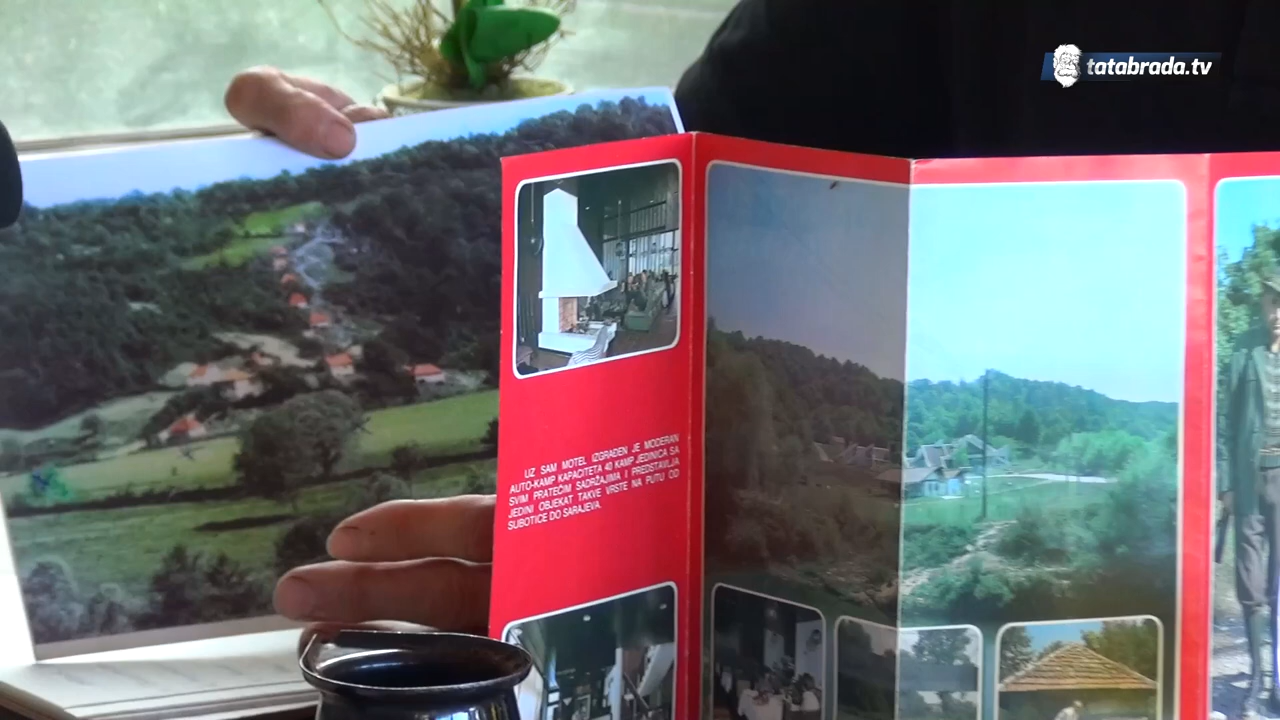 tatabrada.tv
UZ SAM MOTEL IZGRAĐEN JE MODERAN
AUTO-KAMP KAPACITETA 40 KAMP JEDINICA SA
SVIM PRATEĆIM SADRŽAJIMA I PREDSTAVLJA
JEDINI OBJEKAT TAKVE VRSTE NA PUTU OD
SUBOTICE DO SARAJEVA.